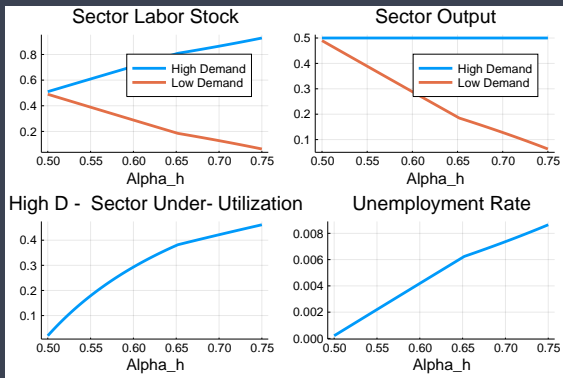 Sector Labor Stock
0.8
0.6
0.4
0.2
High Demand
Low Demand
0.50 0.55 0.60 0.65 0.70 0.75
Alpha_h
Sector Output
0.5
0.4
0.3
0.2
0.1
High Demand
Low Demand
0.50 0.55 0.60 0.65 0.70 0.75
Alpha_h
High D - Sector Under- Utilization
0.4
0.3
0.2
0.1
0.50 0.55 0.60 0.65 0.70 0.75
Alpha_h
Unemployment Rate
0.008
0.006
0.004
0.002
0.000
0.50 0.55 0.60 0.65 0.70 0.75
Alpha_h